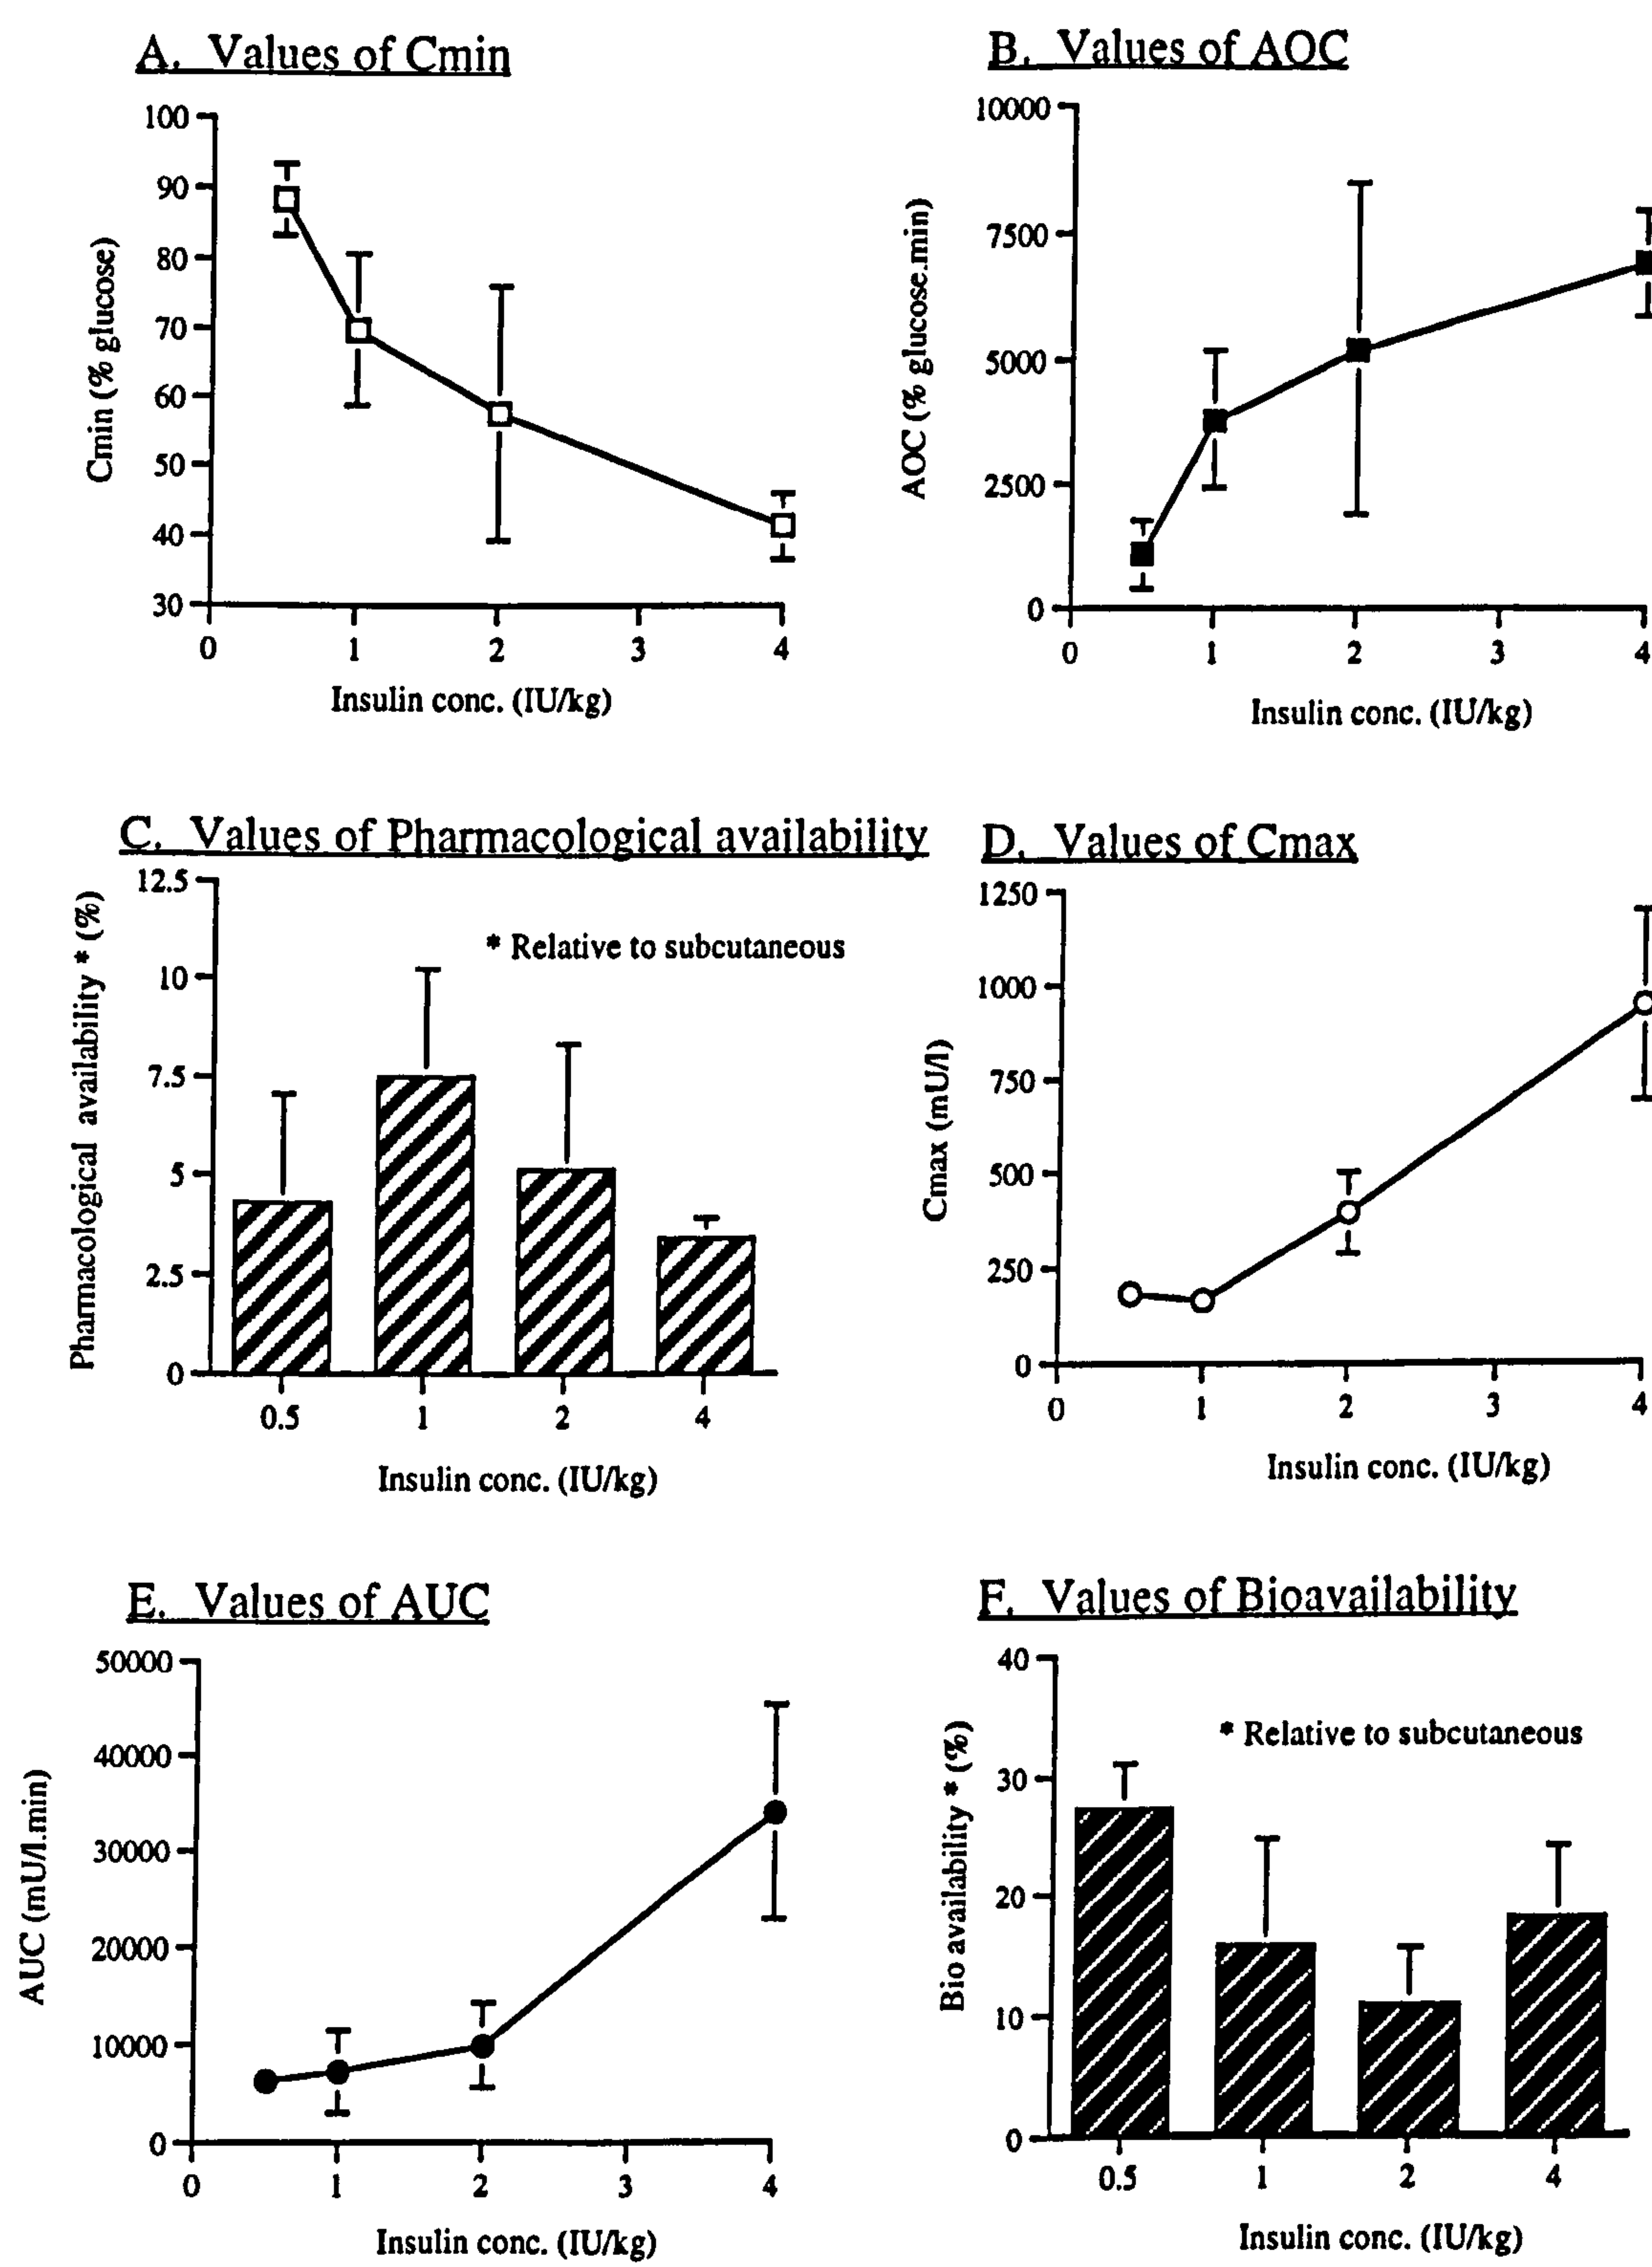 A. Values of Cmin
100
90
80
70
60
50
40
30
Cmin (% glucose)
0 1 2 3 4
Insulin conc. (IU/kg)
B. Values of AOC
10000
7500
5000
2500
0
AOC (% glucose.min)
0 1 2 3 4
Insulin conc. (IU/kg)
C. Values of Pharmacological availability
12.5
10
7.5
5
2.5
0
Pharmacological availability * (%)
* Relative to subcutaneous
0.5 1 2 4
Insulin conc. (IU/kg)
D. Values of Cmax
1250
1000
750
500
250
0
Cmax (mU/l)
0 1 2 3 4
Insulin conc. (IU/kg)
E. Values of AUC
50000
40000
30000
20000
10000
0
AUC (mU/l.min)
0 1 2 3 4
Insulin conc. (IU/kg)
F. Values of Bioavailability
40
30
20
10
0
Bio availability * (%)
* Relative to subcutaneous
0.5 1 2 4
Insulin conc. (IU/kg)